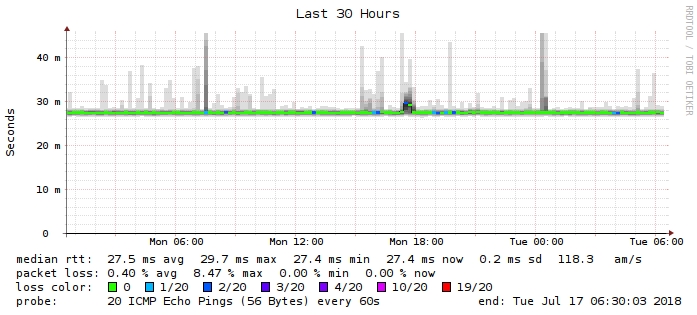 Last 30 Hours
RRDTOOL / TOBI OETIKER
Seconds
40 m
30 m
20 m
10 m
0
Mon 06:00 Mon 12:00 Mon 18:00 Tue 00:00 Tue 06:00
median rtt: 27.5 ms avg 29.7 ms max 27.4 ms min 27.4 ms now 0.2 ms sd 118.3 am/s
packet loss: 0.40 % avg 8.47 % max 0.00 % min 0.00 % now
loss color: 0 1/20 2/20 3/20 4/20 10/20 19/20
probe: 20 ICMP Echo Pings (56 Bytes) every 60s end: Tue Jul 17 06:30:03 2018